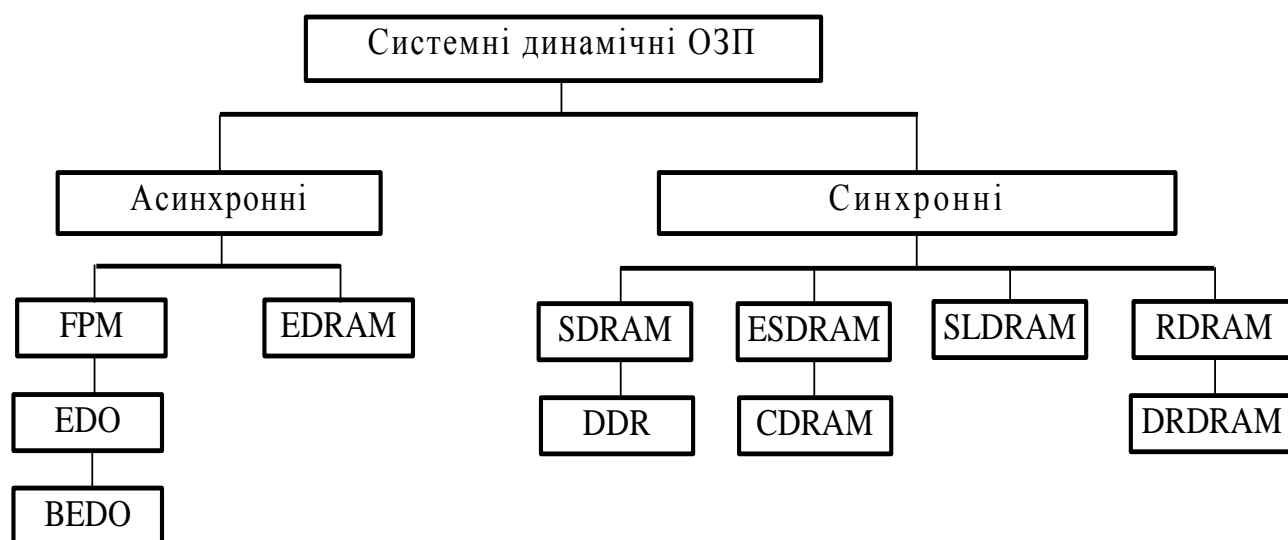 Системні динамічні ОЗП
Асинхронні
Синхронні
FPM
EDRAM
SDRAM
ESDRAM
SLDRAM
RDRAM
EDO
DDR
CDRAM
DRDRAM
BEDO